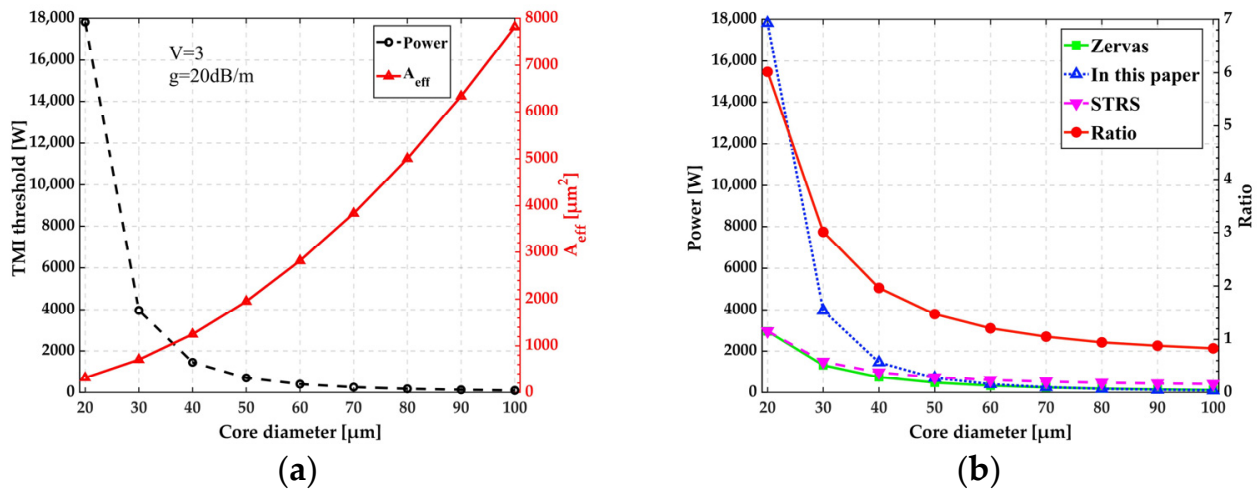 18,000
16,000
14,000
12,000
10,000
8000
6000
4000
2000
0
TMI threshold [W]
V=3
g=20dB/m
Power
A_eff
8000
7000
6000
5000
4000
3000
2000
1000
0
A_eff [μm²]
20 30 40 50 60 70 80 90 100
Core diameter [μm]
(a)
18,000
16,000
14,000
12,000
10,000
8000
6000
4000
2000
0
Power [W]
Zervas
In this paper
STRS
Ratio
7
6
5
4
3
2
1
0
Ratio
20 30 40 50 60 70 80 90 100
Core diameter [μm]
(b)